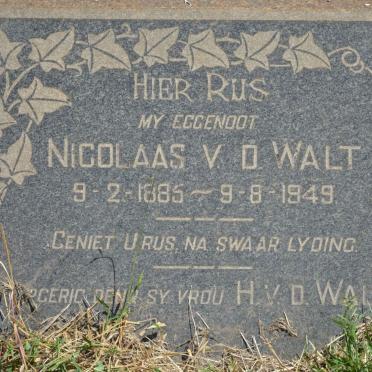 HIER RUS
MY EGGENOOT
NICOLAAS V D WALT
9-2-1885 – 9-8-1949
GENIET U RUS NA SWAAR LYDING.
DEUR SY VROU H. V. D. WAL